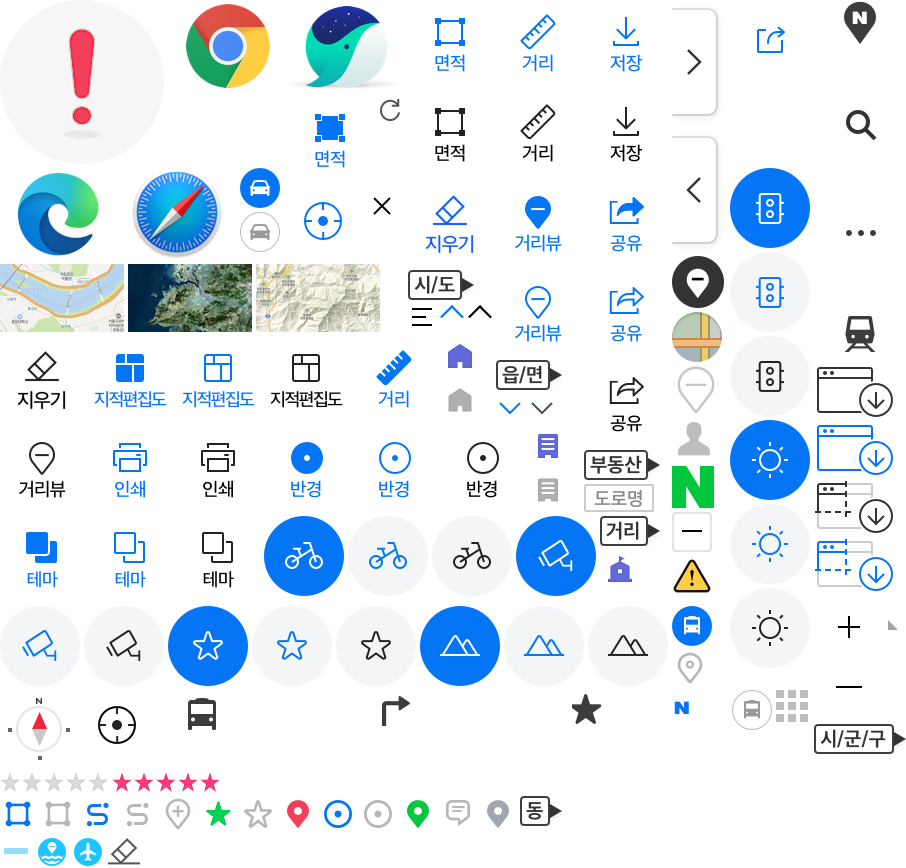 면적
거리
저장
N
면적
면적
거리
저장
지우기
거리뷰
공유
시/도
거리뷰
공유
지우기
지적편집도
지적편집도
지적편집도
거리
읍/면
공유
거리뷰
인쇄
인쇄
반경
반경
반경
부동산
N
도로명
거리
테마
테마
테마
N
N
시/군/구
동